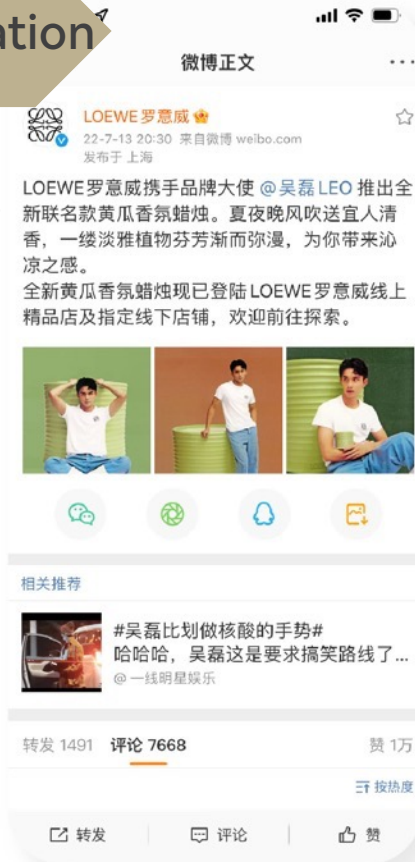 ation
微博正文
LOEWE罗意威
22-7-13 20:30 来自微博 weibo.com
发布于 上海
LOEWE罗意威携手品牌大使 @吴磊LEO 推出全
新联名款黄瓜香氛蜡烛。夏夜晚风吹送宜人清
香，一缕淡雅植物芬芳渐而弥漫，为你带来沁
凉之感。
全新黄瓜香氛蜡烛现已登陆LOEWE罗意威线上
精品店及指定线下店铺，欢迎前往探索。
相关推荐
#吴磊比划做核酸的手势#
哈哈哈，吴磊这是要求搞笑路线了...
@一线明星娱乐
转发 1491 评论 7668 赞 1万
按热度
转发 评论 赞